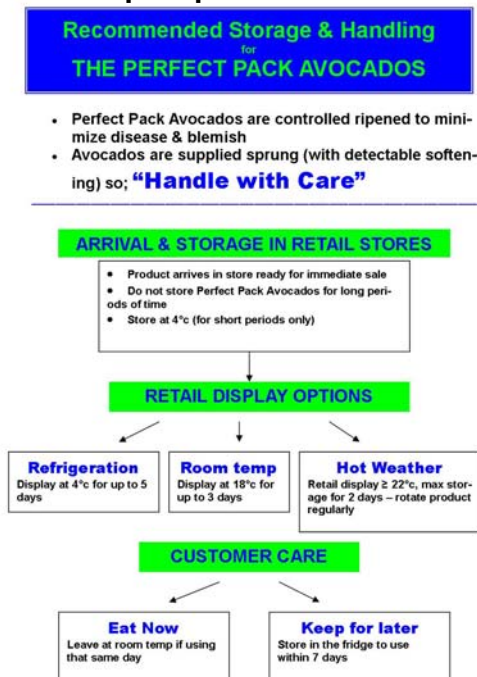 Recommended Storage & Handling
for
THE PERFECT PACK AVOCADOS
• Perfect Pack Avocados are controlled ripened to mini-
mize disease & blemish
• Avocados are supplied sprung (with detectable soften-
ing) so; “Handle with Care”
ARRIVAL & STORAGE IN RETAIL STORES
• Product arrives in store ready for immediate sale
• Do not store Perfect Pack Avocados for long peri-
ods of time
• Store at 4°c (for short periods only)
RETAIL DISPLAY OPTIONS
Refrigeration
Display at 4°c for up to 5
days
Room temp
Display at 18°c for
up to 3 days
Hot Weather
Retail display ≥ 22°c, max stor-
age for 2 days – rotate product
regularly
CUSTOMER CARE
Eat Now
Leave at room temp if using
that same day
Keep for later
Store in the fridge to use
within 7 days